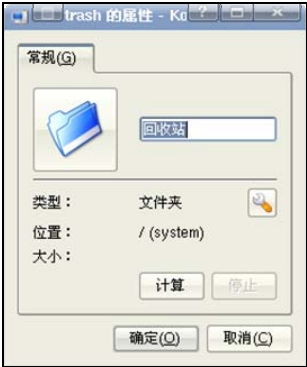 trash 的属性 - Ko
常规(G)
回收站
类型： 文件夹
位置： / (system)
大小：
计算 停止
确定(O) 取消(C)